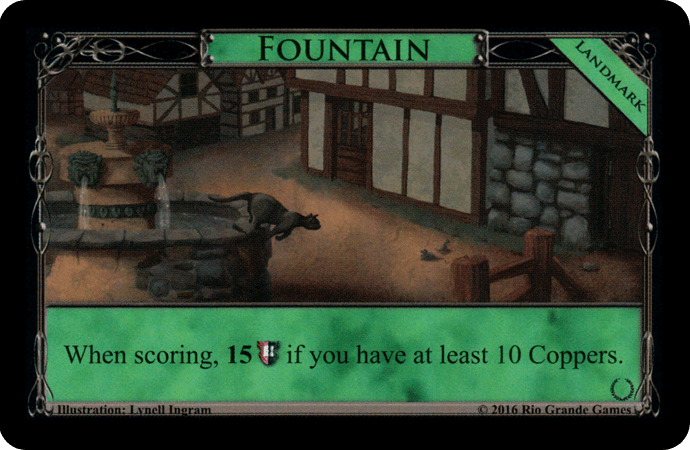 FOUNTAIN
LANDMARK
When scoring, 15 if you have at least 10 Coppers.
Illustration: Lynell Ingram
© 2016 Rio Grande Games